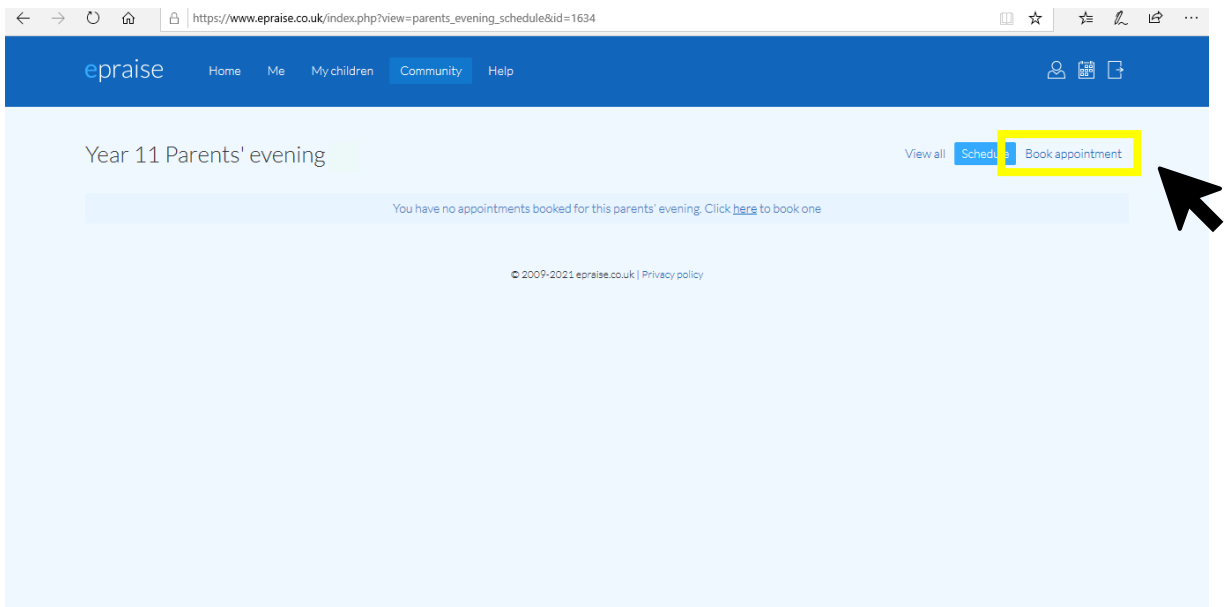 https://www.epraise.co.uk/index.php?view=parents_evening_schedule&id=1634
epraise Home Me My children Community Help
Year 11 Parents' evening View all Schedule Book appointment
You have no appointments booked for this parents' evening. Click here to book one
© 2009-2021 epraise.co.uk | Privacy policy